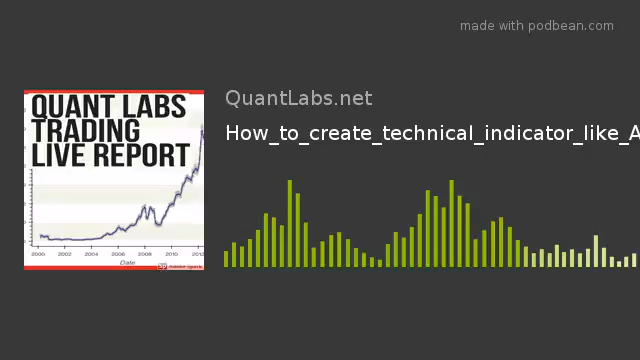 made with podbean.com
QUANT LABS
TRADING
LIVE REPORT
2000 2002 2004 2006 2008 2010 2012
Date
QuantLabs.net
How_to_create_technical_indicator_like_A